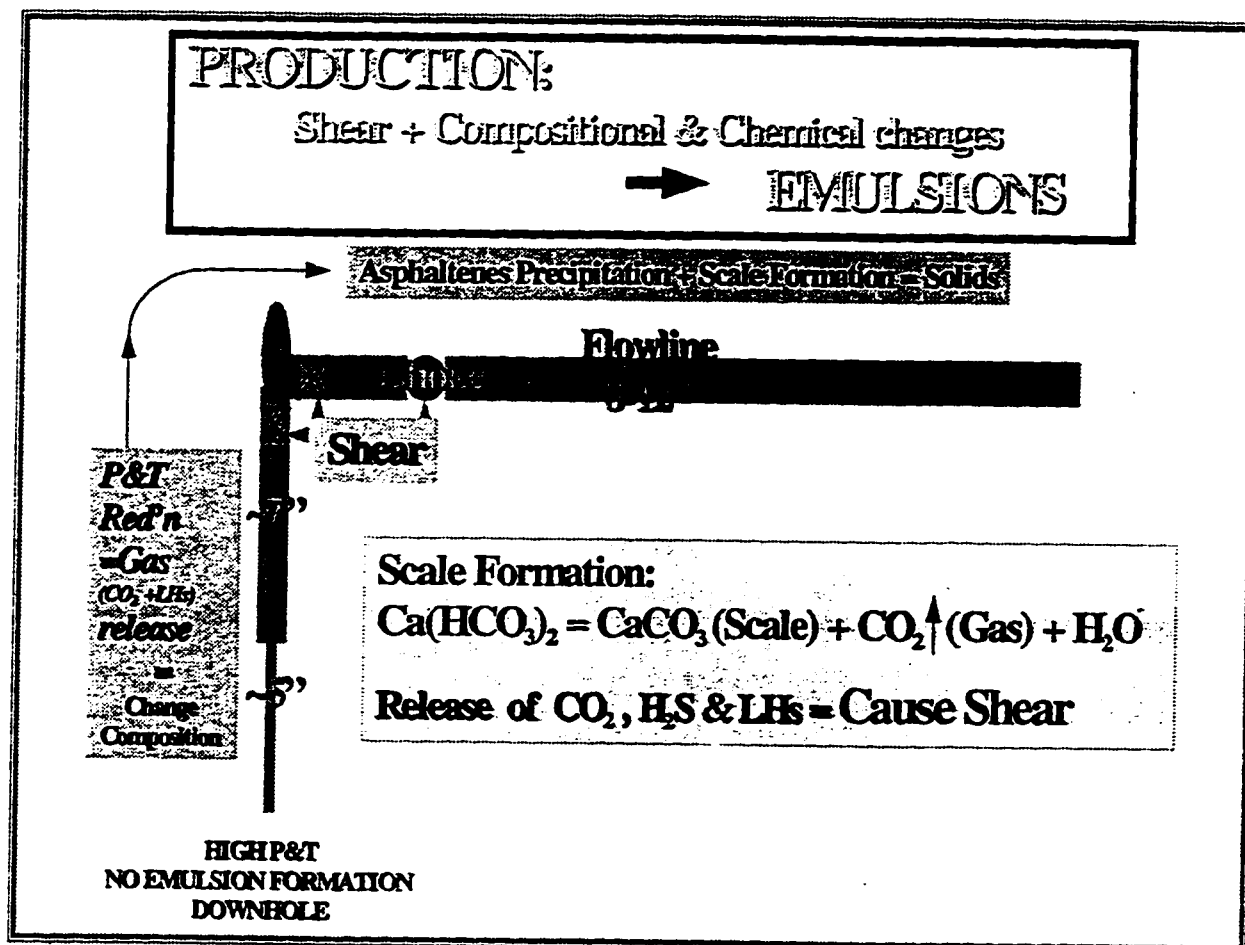 PRODUCTION:
Shear + Compositional & Chemical changes
EMULSIONS
Asphaltenes Precipitation + Scale Formation = Solids
Flowline
Shear
P&T
Red'n
=Gas
(CO₂+LHs)
release
=
Change
Composition
~7”
~5”
Scale Formation:
Ca(HCO₃)₂ = CaCO₃ (Scale) + CO₂↑ (Gas) + H₂O
Release of CO₂, H₂S & LHs = Cause Shear
HIGH P&T
NO EMULSION FORMATION
DOWNHOLE